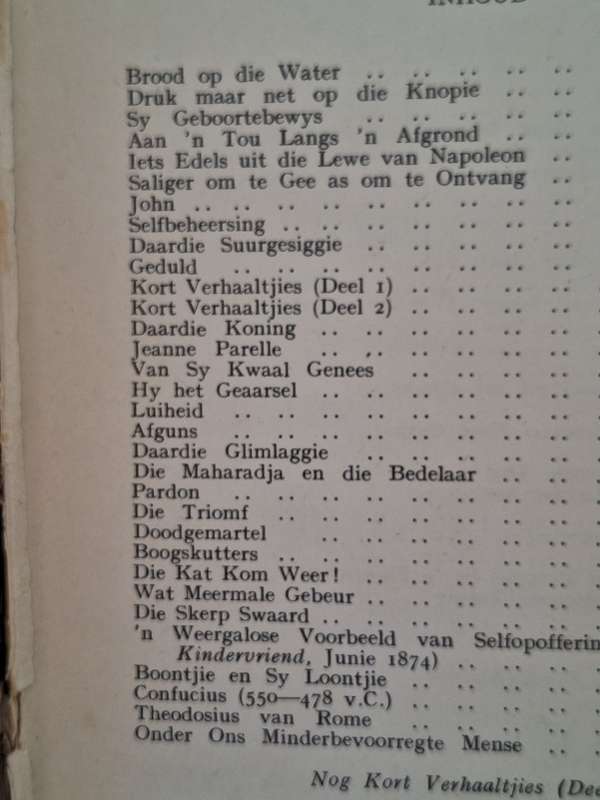 INHOUD
Brood op die Water .. .. .. .. ..
Druk maar net op die Knopie .. ..
Sy Geboortebewys .. .. .. .. ..
Aan 'n Tou Langs 'n Afgrond .. ..
Iets Edels uit die Lewe van Napoleon ..
Saliger om te Gee as om te Ontvang ..
John .. .. .. .. .. .. .. .. ..
Selfbeheersing .. .. .. .. .. .. ..
Daardie Suurgesiggie .. .. .. .. ..
Geduld .. .. .. .. .. .. .. ..
Kort Verhaaltjies (Deel 1) .. .. .. ..
Kort Verhaaltjies (Deel 2) .. .. .. ..
Daardie Koning .. .. .. .. .. ..
Jeanne Parelle .. .. .. .. .. ..
Van Sy Kwaal Genees .. .. .. ..
Hy het Geaarsel .. .. .. .. .. ..
Luiheid .. .. .. .. .. .. .. ..
Afguns .. .. .. .. .. .. .. ..
Daardie Glimlaggie .. .. .. .. ..
Die Maharadja en die Bedelaar .. ..
Pardon .. .. .. .. .. .. .. ..
Die Triomf .. .. .. .. .. .. ..
Doodgemartel .. .. .. .. .. ..
Boogskutters .. .. .. .. .. .. ..
Die Kat Kom Weer! .. .. .. .. ..
Wat Meermale Gebeur .. .. .. .. ..
Die Skerp Swaard .. .. .. .. .. ..
'n Weergalose Voorbeeld van Selfopofferin
Kindervriend, Junie 1874) .. .. ..
Boontjie en Sy Loontjie .. .. .. ..
Confucius (550—478 v.C.) .. .. .. ..
Theodosius van Rome .. .. .. ..
Onder Ons Minderbevoorregte Mense ..
Nog Kort Verhaaltjies (Dee